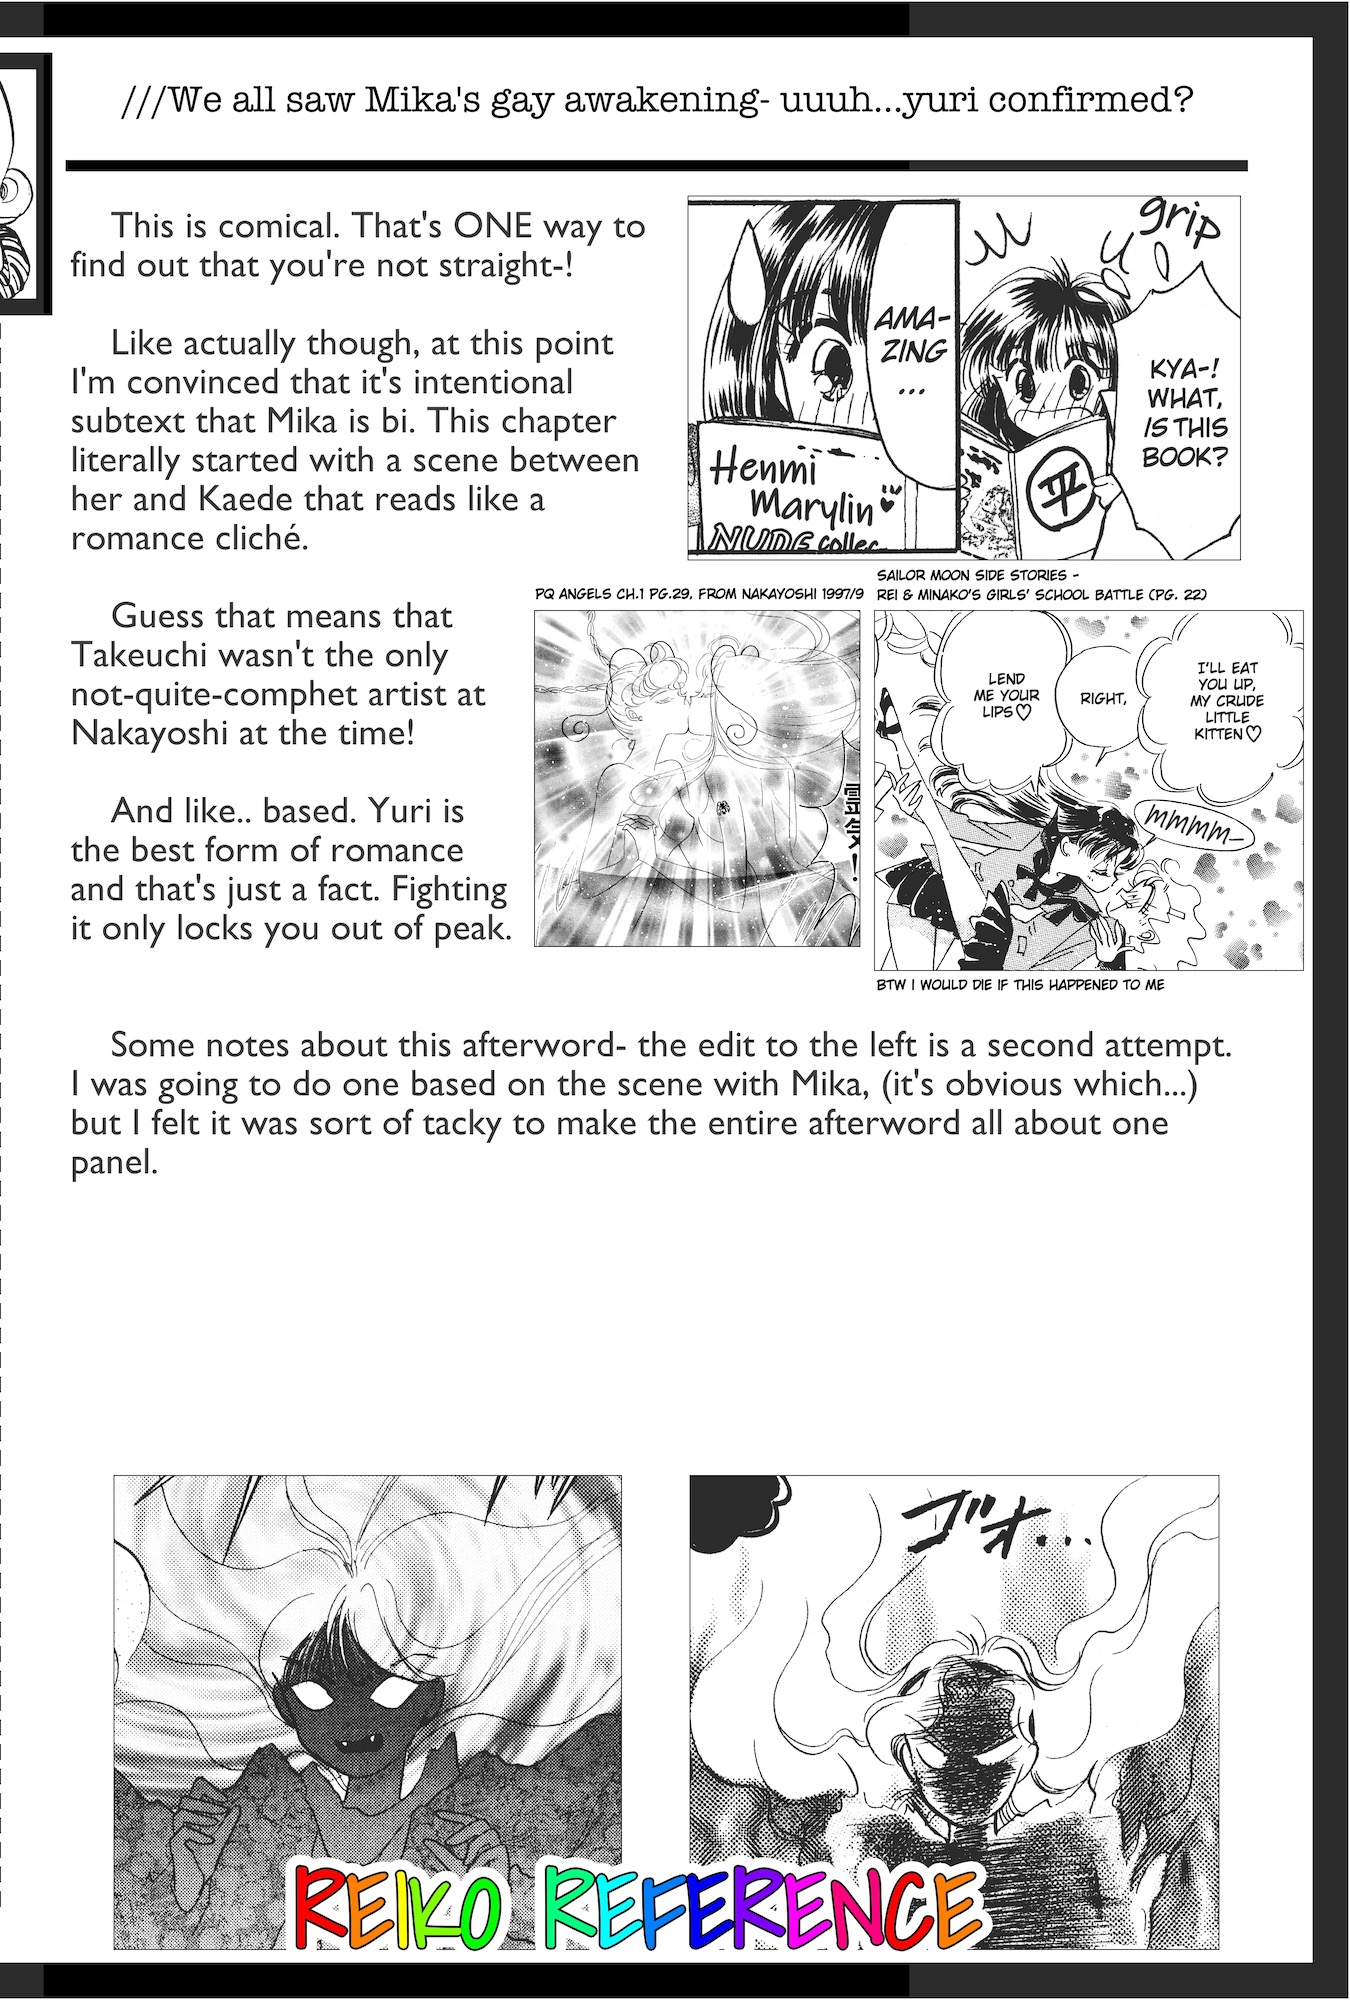 ///We all saw Mika's gay awakening- uuuh...yuri confirmed?
This is comical. That's ONE way to
find out that you're not straight-!
Like actually though, at this point
I'm convinced that it's intentional
subtext that Mika is bi. This chapter
literally started with a scene between
her and Kaede that reads like a
romance cliché.
Guess that means that
Takeuchi wasn't the only
not-quite-comphet artist at
Nakayoshi at the time!
And like.. based. Yuri is
the best form of romance
and that's just a fact. Fighting
it only locks you out of peak.
AMA-
ZING
...
Henmi
Marylin
NUDE collec
grip
KYA-!
WHAT,
IS THIS
BOOK?
平
PQ ANGELS CH.1 PG.29, FROM NAKAYOSHI 1997/9
霊気!
SAILOR MOON SIDE STORIES -
REI & MINAKO'S GIRLS' SCHOOL BATTLE (PG. 22)
LEND
ME YOUR
LIPS♡
RIGHT,
I'LL EAT
YOU UP,
MY CRUDE
LITTLE
KITTEN♡
MMMM—
BTW I WOULD DIE IF THIS HAPPENED TO ME
Some notes about this afterword- the edit to the left is a second attempt.
I was going to do one based on the scene with Mika, (it's obvious which...)
but I felt it was sort of tacky to make the entire afterword all about one
panel.
ゴオ...
REIKO REFERENCE